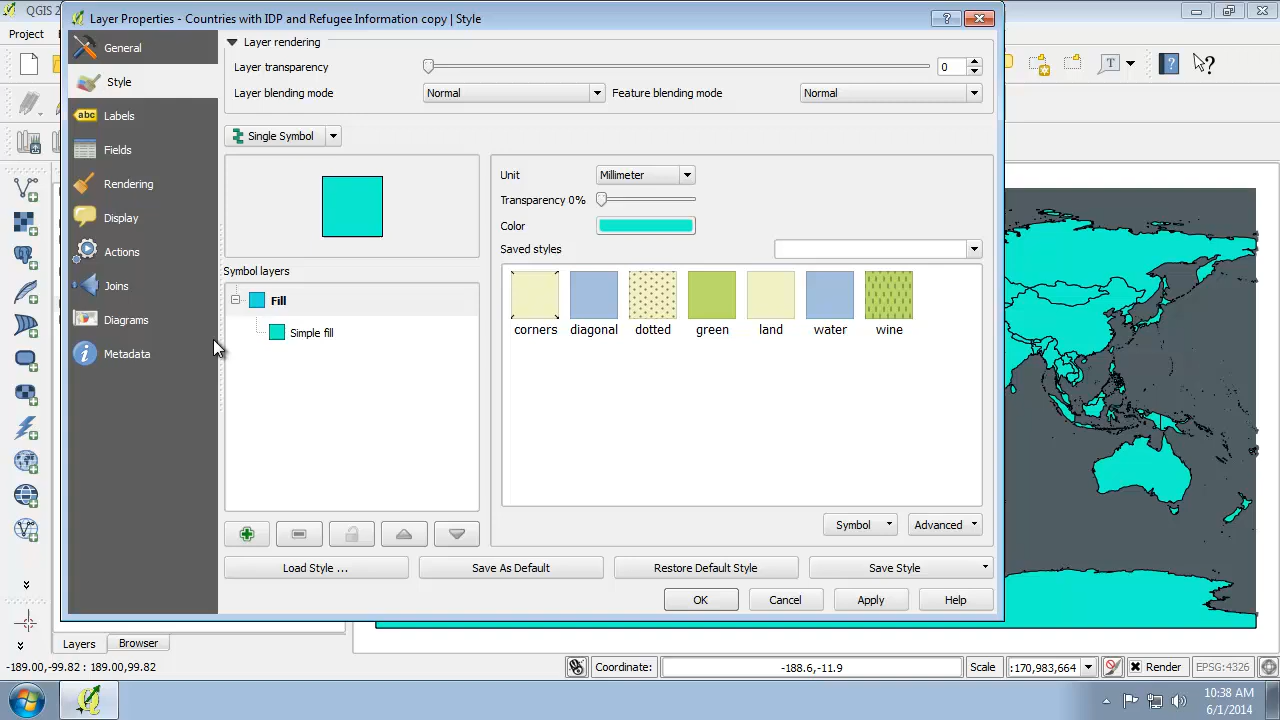 QGIS 2
Layer Properties - Countries with IDP and Refugee Information copy | Style
Project
General
Style
Labels
Fields
Rendering
Display
Actions
Joins
Diagrams
Metadata
Layer rendering
Layer transparency
0
Layer blending mode
Normal
Feature blending mode
Normal
Single Symbol
Symbol layers
Fill
Simple fill
Unit
Millimeter
Transparency 0%
Color
Saved styles
corners
diagonal
dotted
green
land
water
wine
Symbol
Advanced
Load Style ...
Save As Default
Restore Default Style
Save Style
OK
Cancel
Apply
Help
abc
T
Layers
Browser
-189.00,-99.82 : 189.00,99.82
Coordinate:
-188.6,-11.9
Scale
:170,983,664
Render
EPSG:4326
10:38 AM
6/1/2014